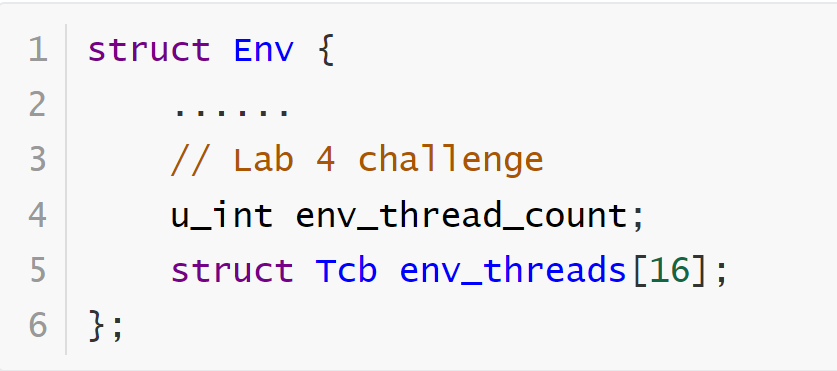 1 struct Env {
2     ......
3     // Lab 4 challenge
4     u_int env_thread_count;
5     struct Tcb env_threads[16];
6 };